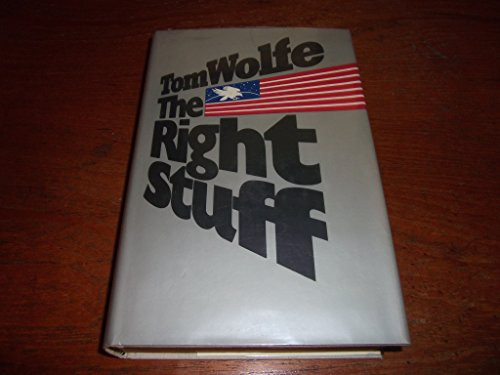 Tom Wolfe
The
Right
Stuff